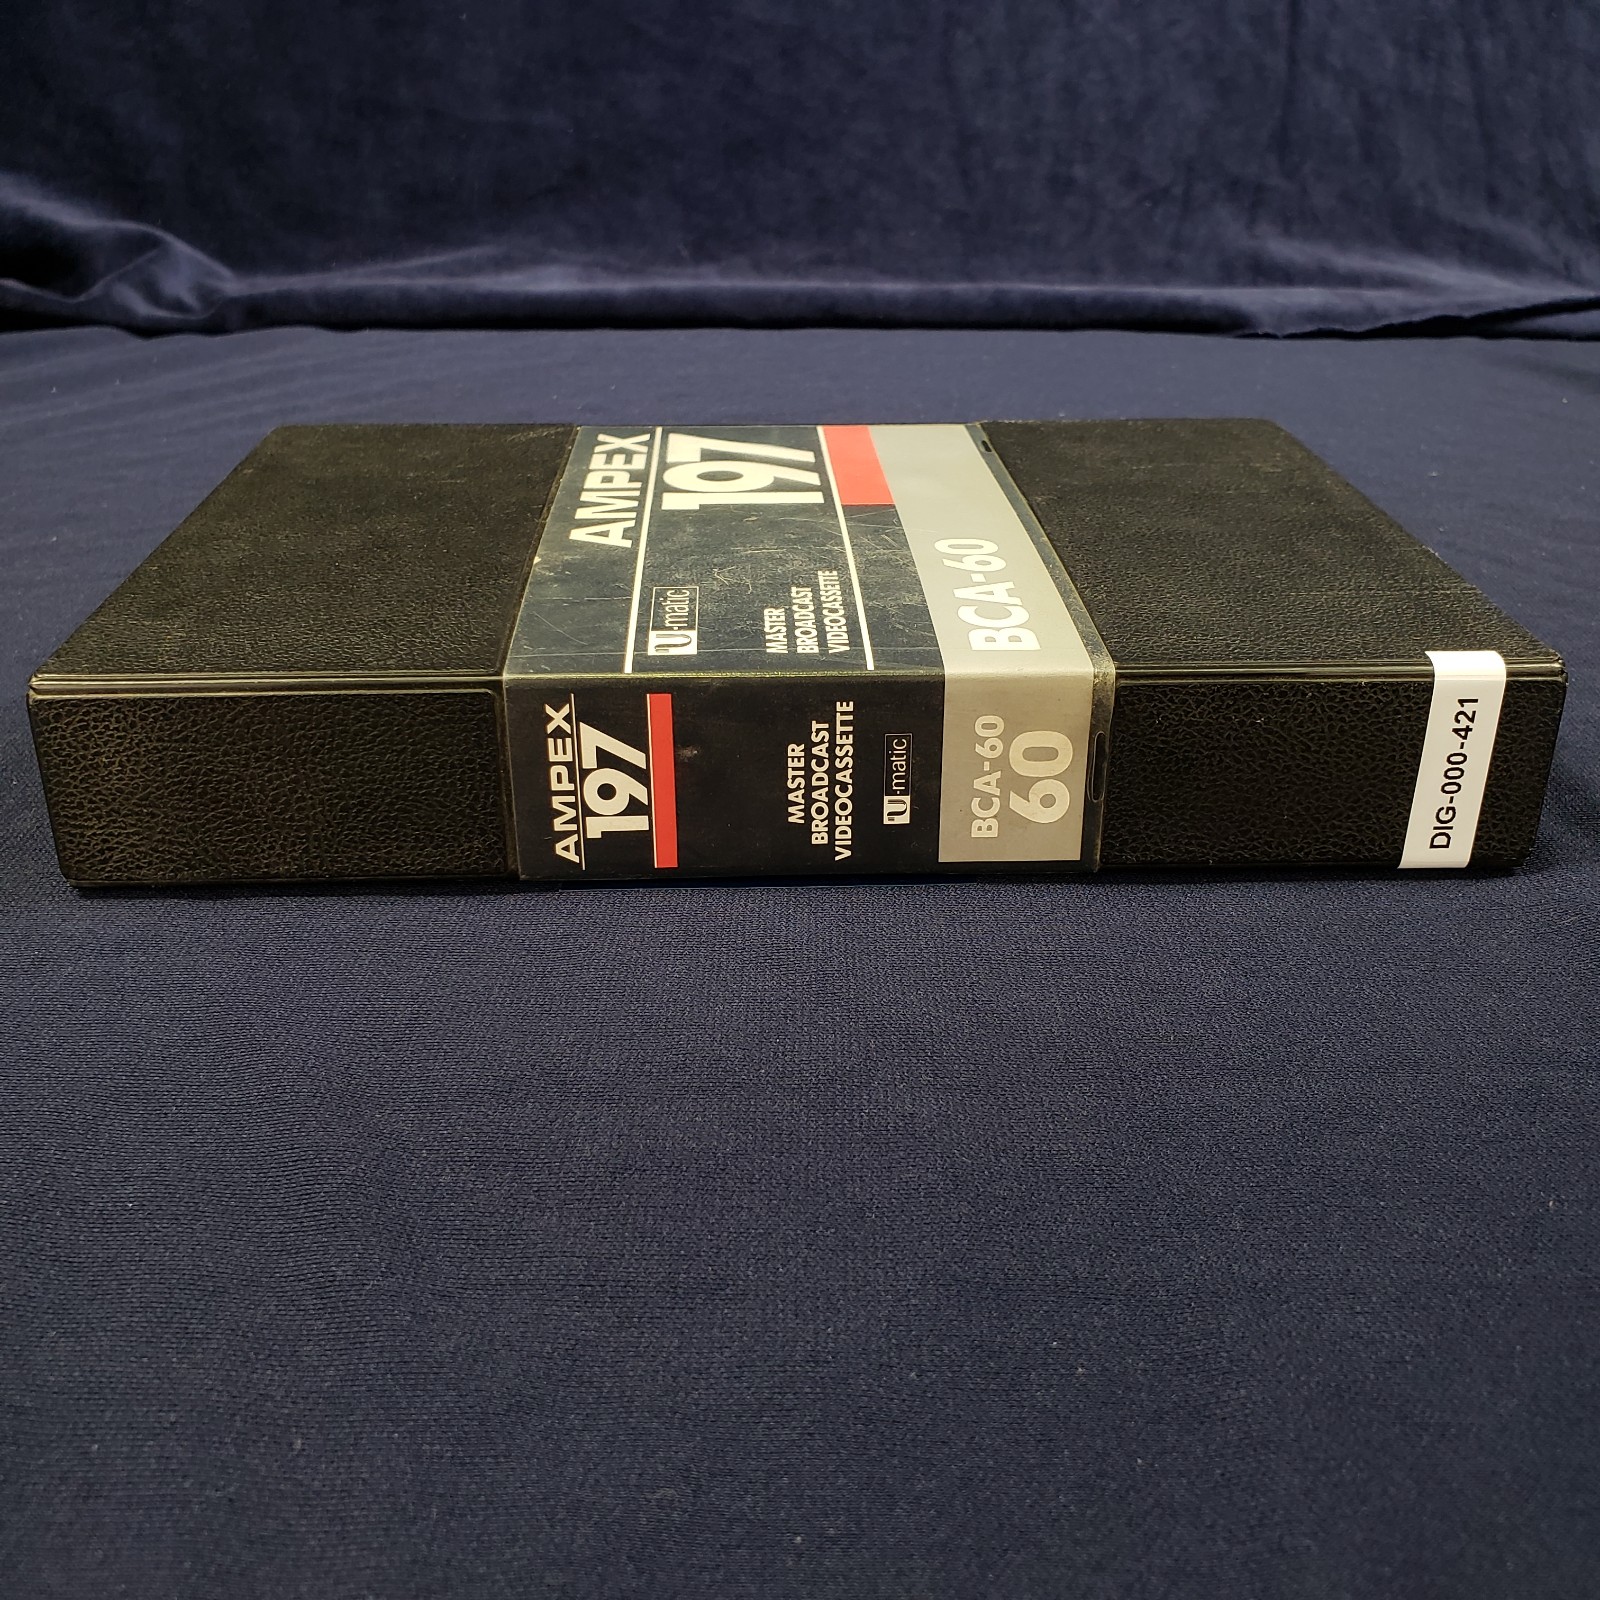 AMPEX
197
U-matic
MASTER
BROADCAST
VIDEOCASSETTE
BCA-60
AMPEX
197
MASTER
BROADCAST
VIDEOCASSETTE
U-matic
BCA-60
60
DIG-000-421